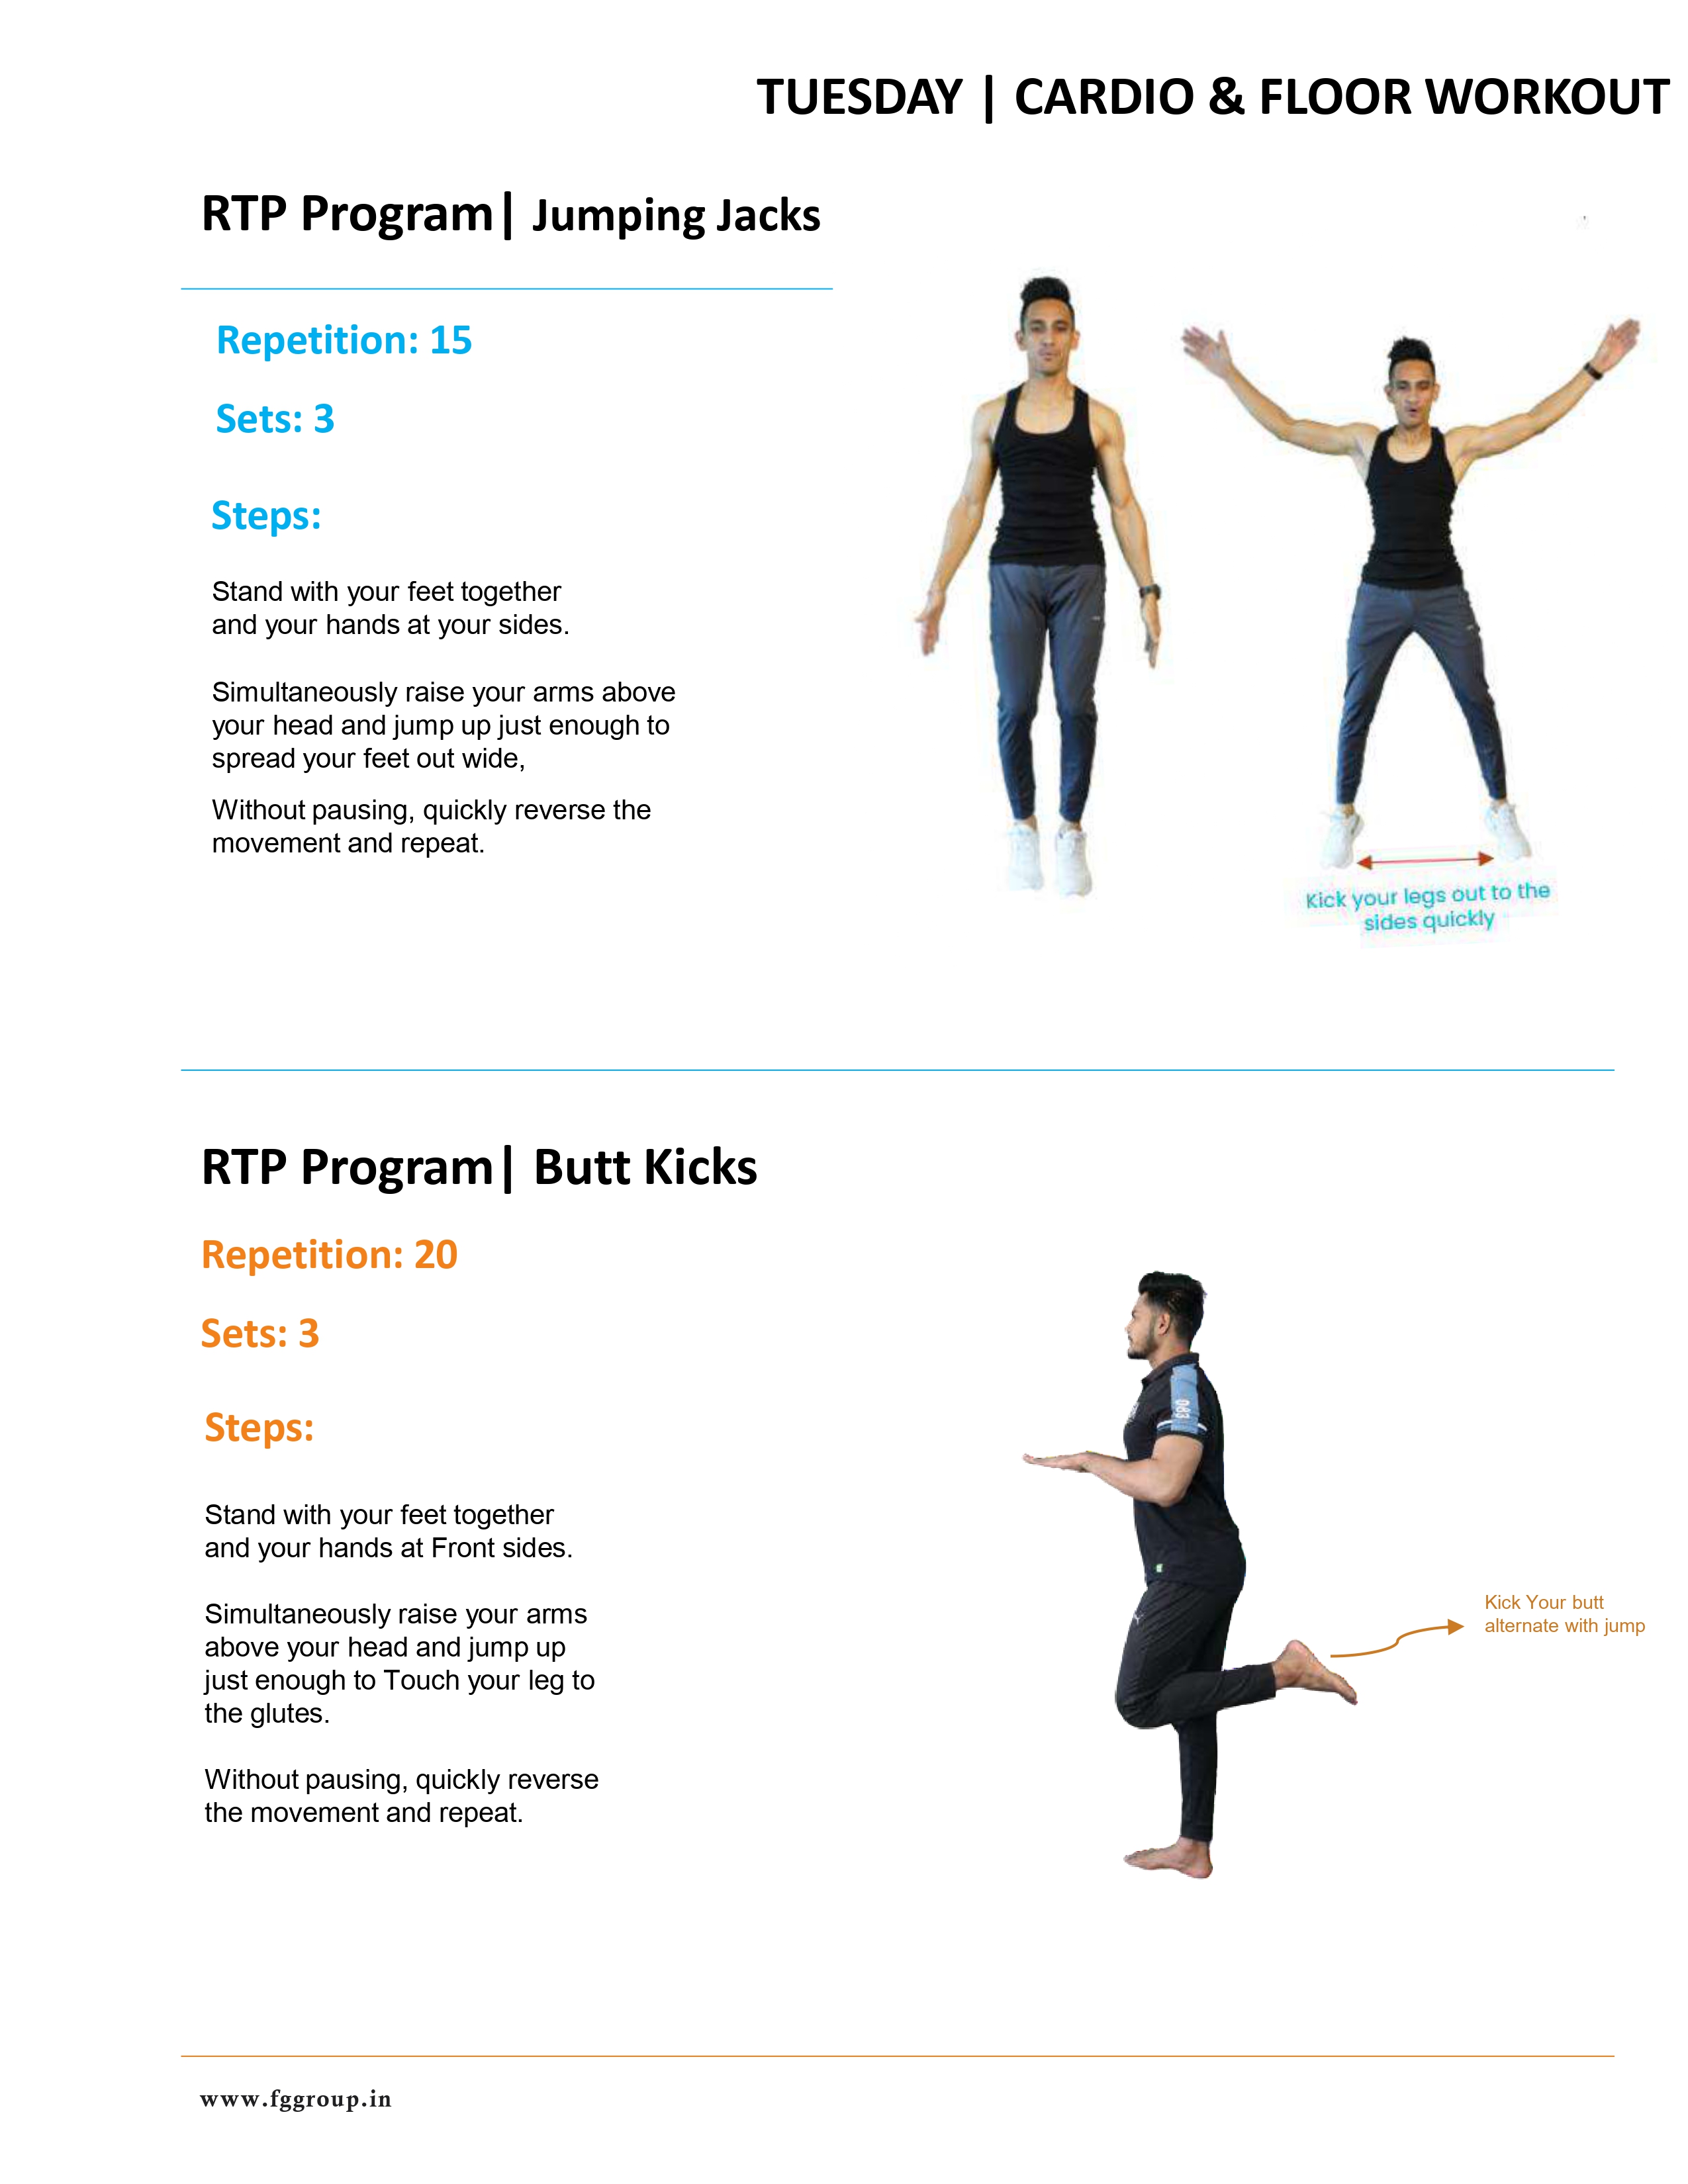 TUESDAY | CARDIO & FLOOR WORKOUT
RTP Program| Jumping Jacks
Repetition: 15
Sets: 3
Steps:
Stand with your feet together
and your hands at your sides.
Simultaneously raise your arms above
your head and jump up just enough to
spread your feet out wide,
Without pausing, quickly reverse the
movement and repeat.
Kick your legs out to the
sides quickly
RTP Program| Butt Kicks
Repetition: 20
Sets: 3
Steps:
Stand with your feet together
and your hands at Front sides.
Simultaneously raise your arms
above your head and jump up
just enough to Touch your leg to
the glutes.
Without pausing, quickly reverse
the movement and repeat.
Kick Your butt
alternate with jump
www.fggroup.in